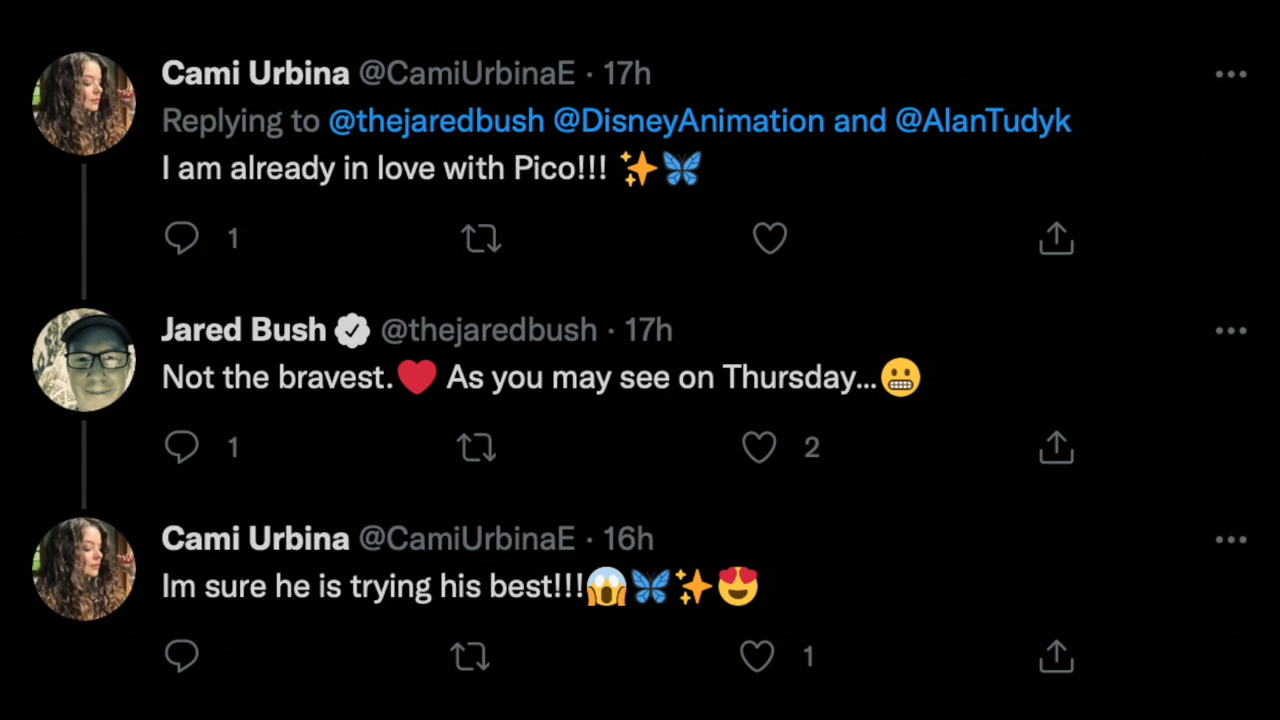 Cami Urbina @CamiUrbinaE · 17h
Replying to @thejaredbush @DisneyAnimation and @AlanTudyk
I am already in love with Pico!!! ✨🦋
1
Jared Bush @thejaredbush · 17h
Not the bravest.❤️ As you may see on Thursday...😬
1 2
Cami Urbina @CamiUrbinaE · 16h
Im sure he is trying his best!!!😱🦋✨😍
1